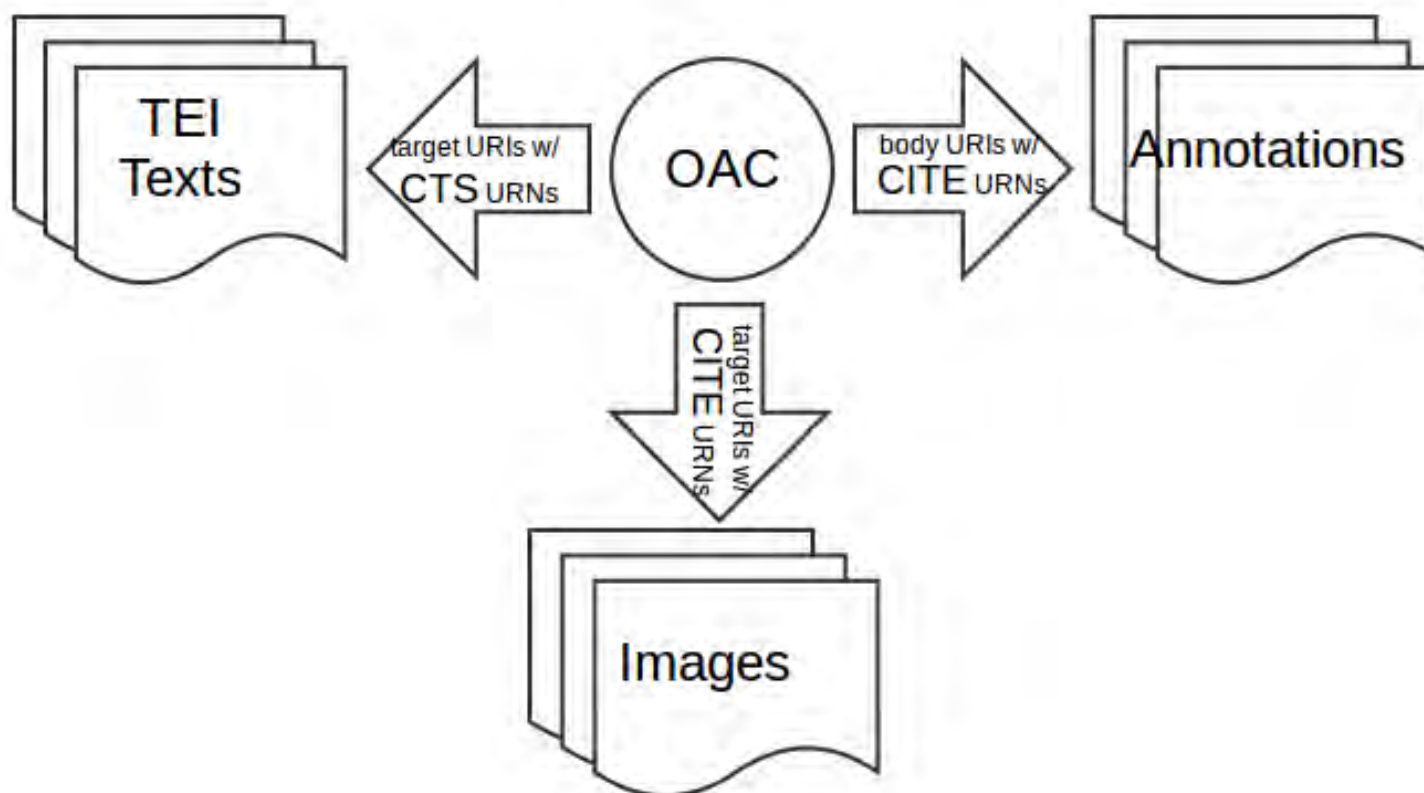 TEI
Texts
target URIs w/
CTS URNs
OAC
body URIs w/
CITE URNs
Annotations
target URIs w/
CITE URNs
Images